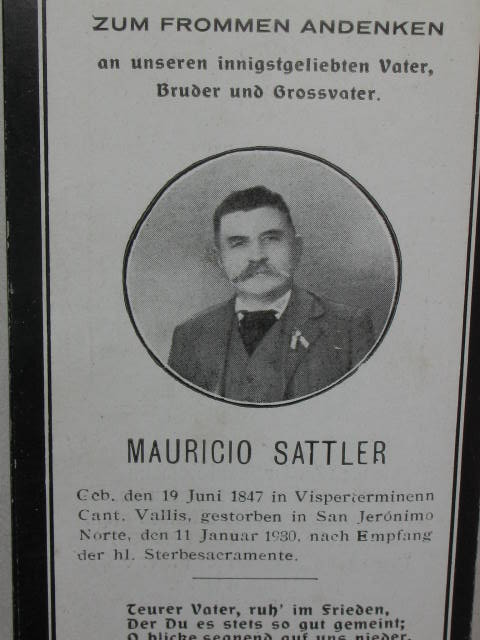 ZUM FROMMEN ANDENKEN
an unseren innigstgeliebten Vater,
Bruder und Grossvater.
MAURICIO SATTLER
Geb. den 19 Juni 1847 in Visperterminenn
Cant. Vallis, gestorben in San Jerónimo
Norte, den 11 Januar 1930, nach Empfang
der hl. Sterbesacramente.
Teurer Vater, ruh' im Frieden,
Der Du es stets so gut gemeint;
O blicke segnend auf uns nieder,